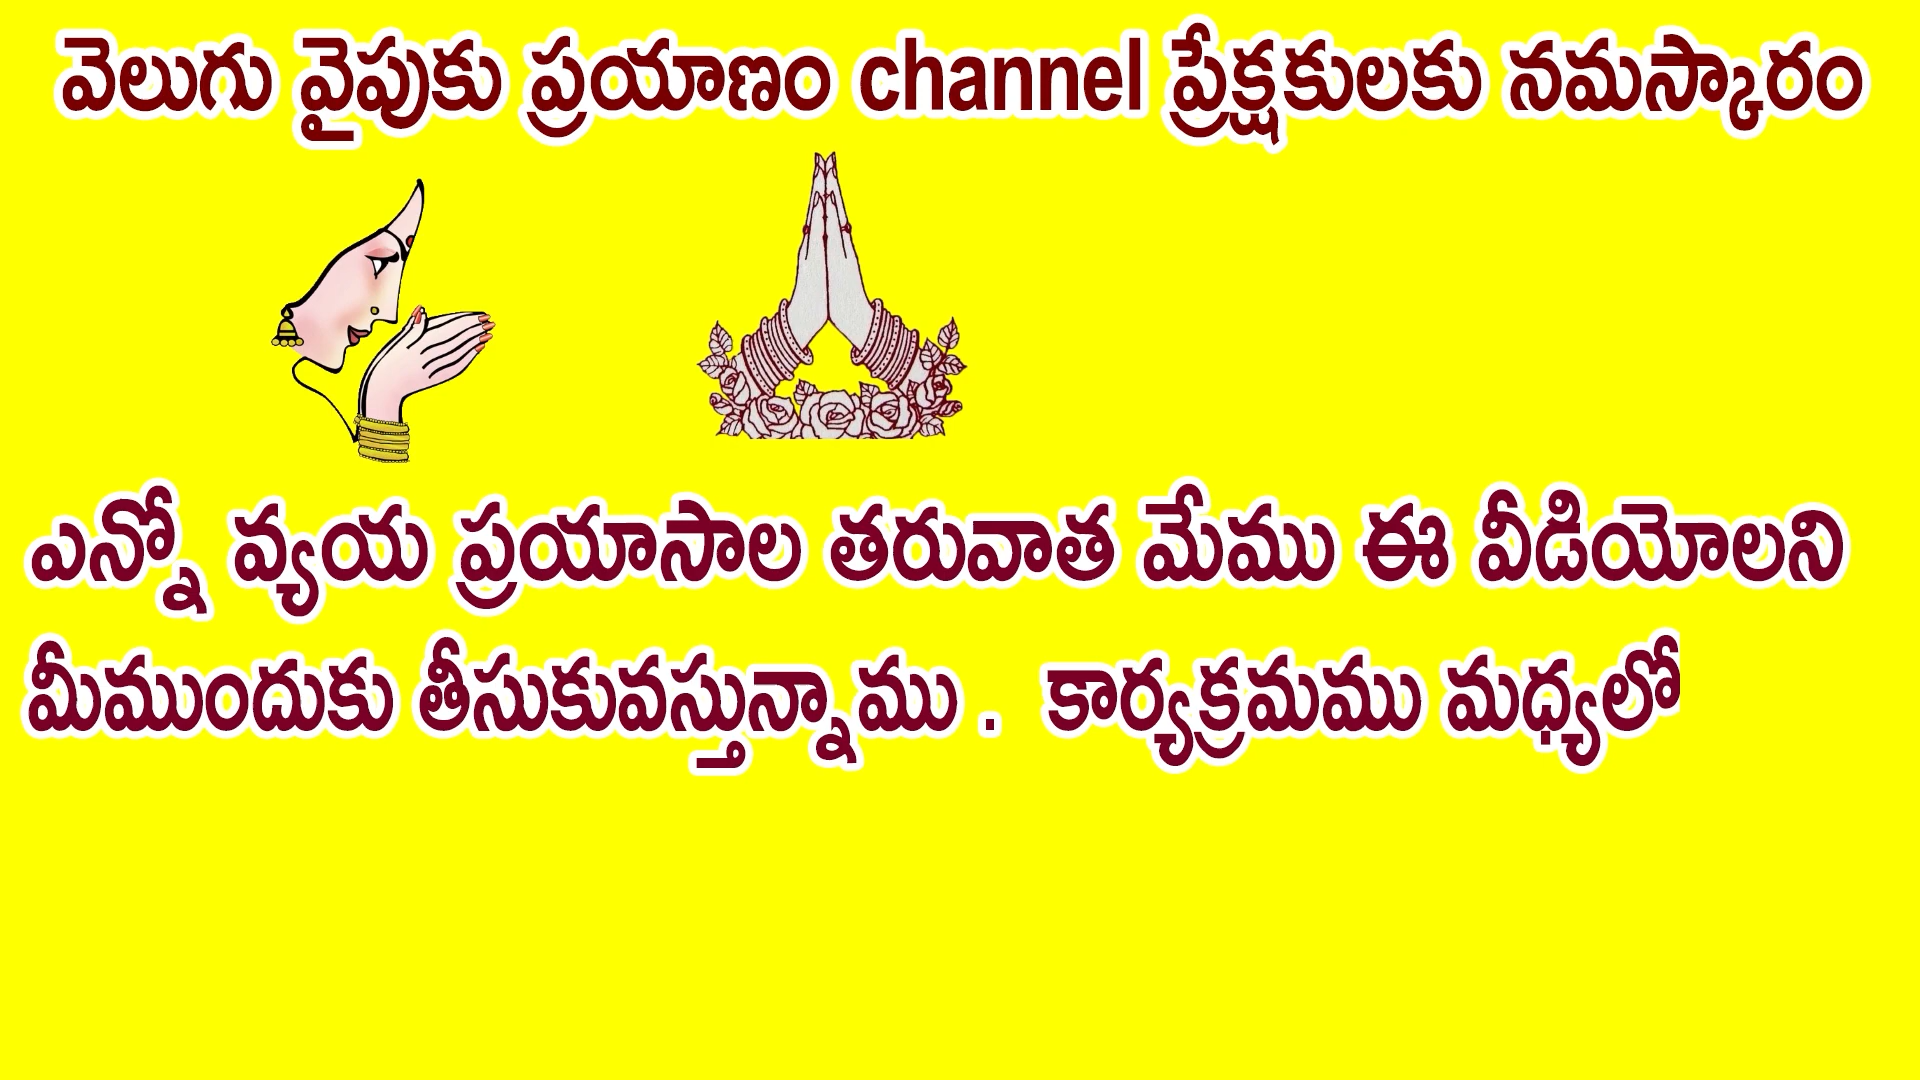 వెలుగు వైపుకు ప్రయాణం channel ప్రేక్షకులకు నమస్కారం
ఎన్నో వ్యయ ప్రయాసాల తరువాత మేము ఈ వీడియోలని
మీముందుకు తీసుకువస్తున్నాము . కార్యక్రమము మధ్యలో